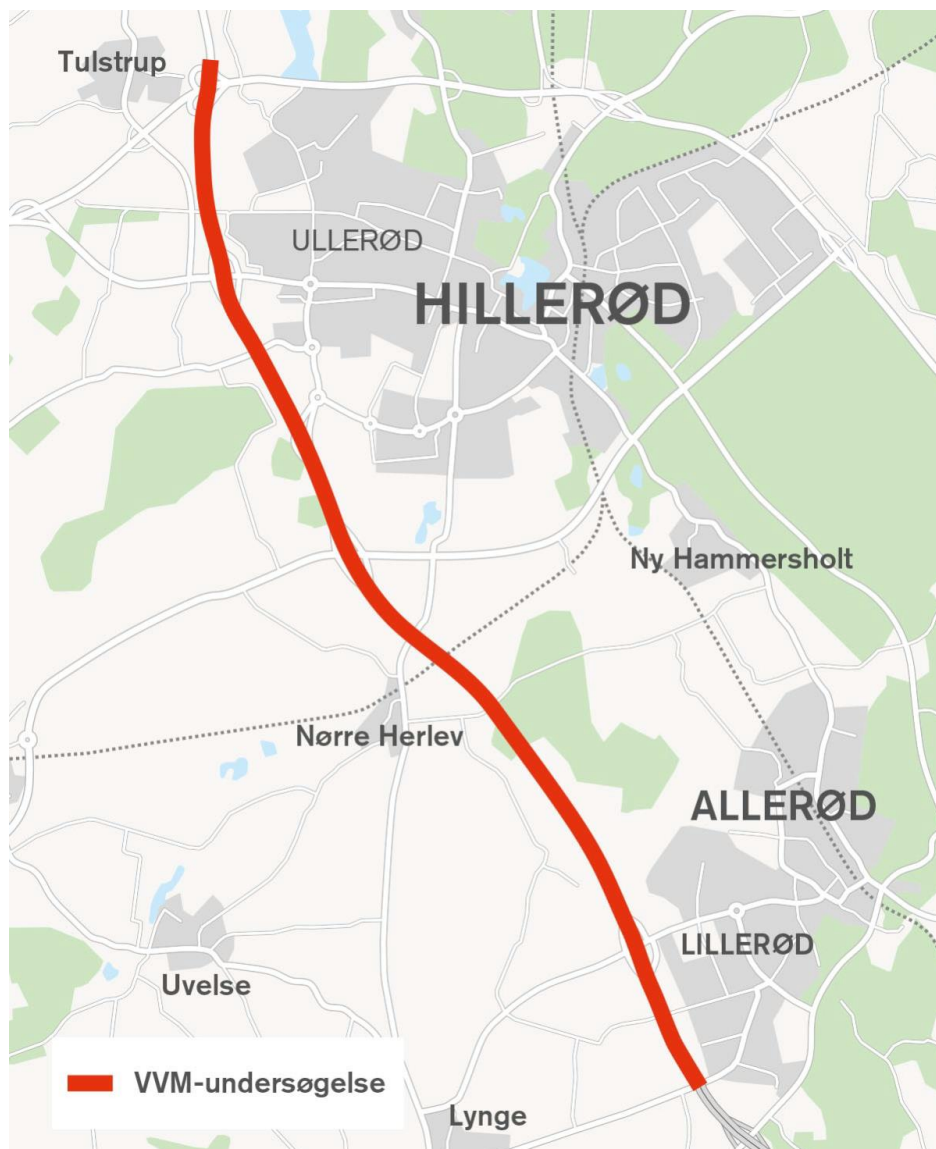 Tulstrup
ULLERØD
HILLERØD
Ny Hammersholt
Nørre Herlev
ALLERØD
LILLERØD
Uvelse
VVM-undersøgelse
Lynge